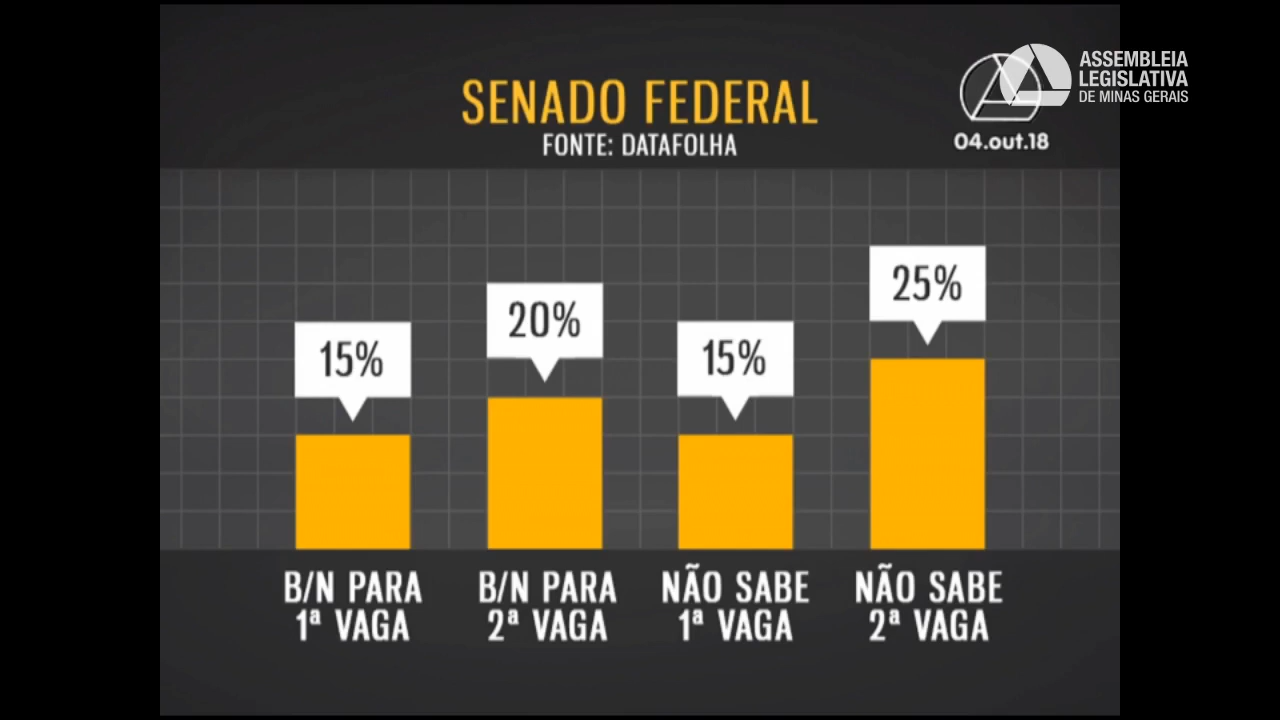 SENADO FEDERAL
FONTE: DATAFOLHA
ASSEMBLEIA
LEGISLATIVA
DE MINAS GERAIS
04.out.18
15%
20%
15%
25%
B/N PARA
1ª VAGA
B/N PARA
2ª VAGA
NÃO SABE
1ª VAGA
NÃO SABE
2ª VAGA